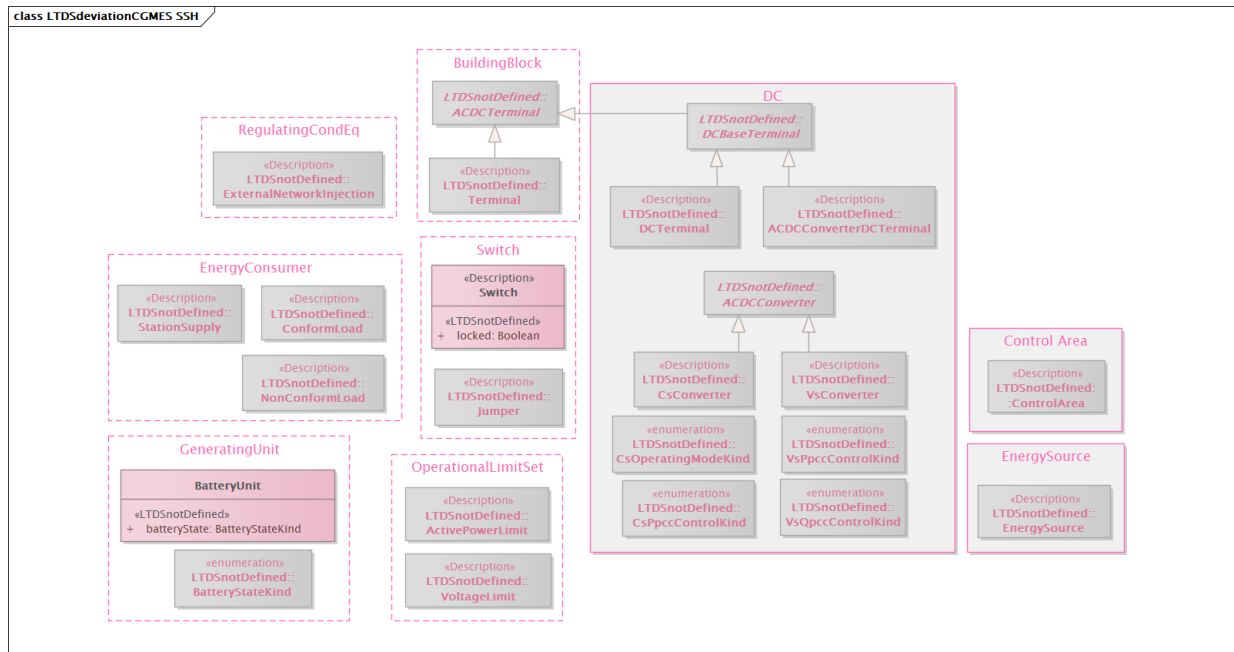 class LTDSdeviationCGMES SSH
BuildingBlock
LTDSnotDefined::
ACDCTerminal
«Description»
LTDSnotDefined::
Terminal
RegulatingCondEq
«Description»
LTDSnotDefined::
ExternalNetworkInjection
DC
LTDSnotDefined::
DCBaseTerminal
«Description»
LTDSnotDefined::
DCTerminal
«Description»
LTDSnotDefined::
ACDCConverterDCTerminal
LTDSnotDefined::
ACDCConverter
«Description»
LTDSnotDefined::
CsConverter
«Description»
LTDSnotDefined::
VsConverter
«enumeration»
LTDSnotDefined::
CsOperatingModeKind
«enumeration»
LTDSnotDefined::
VsPpccControlKind
«enumeration»
LTDSnotDefined::
CsPpccControlKind
«enumeration»
LTDSnotDefined::
VsQpccControlKind
EnergyConsumer
«Description»
LTDSnotDefined::
StationSupply
«Description»
LTDSnotDefined::
ConformLoad
«Description»
LTDSnotDefined::
NonConformLoad
Switch
«Description»
Switch
«LTDSnotDefined»
+ locked: Boolean
«Description»
LTDSnotDefined::
Jumper
Control Area
«Description»
LTDSnotDefined:
:ControlArea
GeneratingUnit
BatteryUnit
«LTDSnotDefined»
+ batteryState: BatteryStateKind
«enumeration»
LTDSnotDefined::
BatteryStateKind
OperationalLimitSet
«Description»
LTDSnotDefined::
ActivePowerLimit
«Description»
LTDSnotDefined::
VoltageLimit
EnergySource
«Description»
LTDSnotDefined::
EnergySource